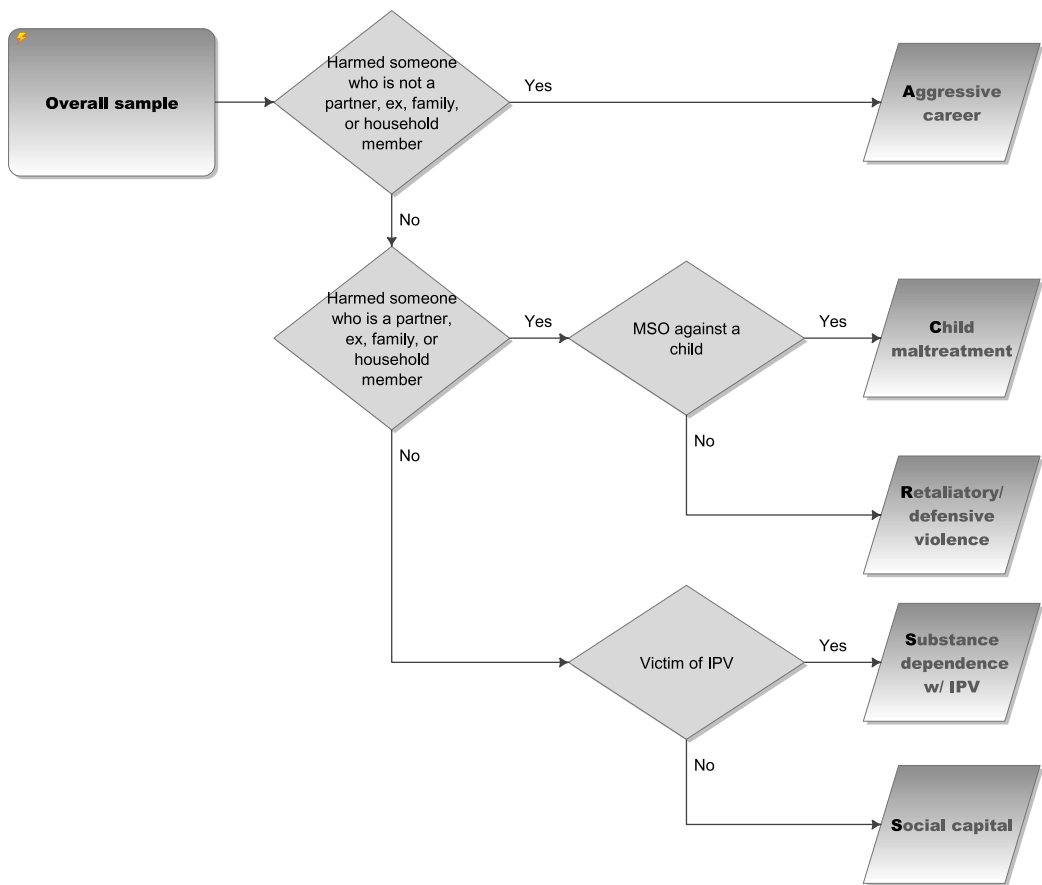 Overall sample
Harmed someone
who is not a
partner, ex, family,
or household
member
Yes
Aggressive
career
No
Harmed someone
who is a partner,
ex, family, or
household
member
Yes
MSO against a
child
Yes
Child
maltreatment
No
No
Retaliatory/
defensive
violence
Victim of IPV
Yes
Substance
dependence
w/ IPV
No
Social capital